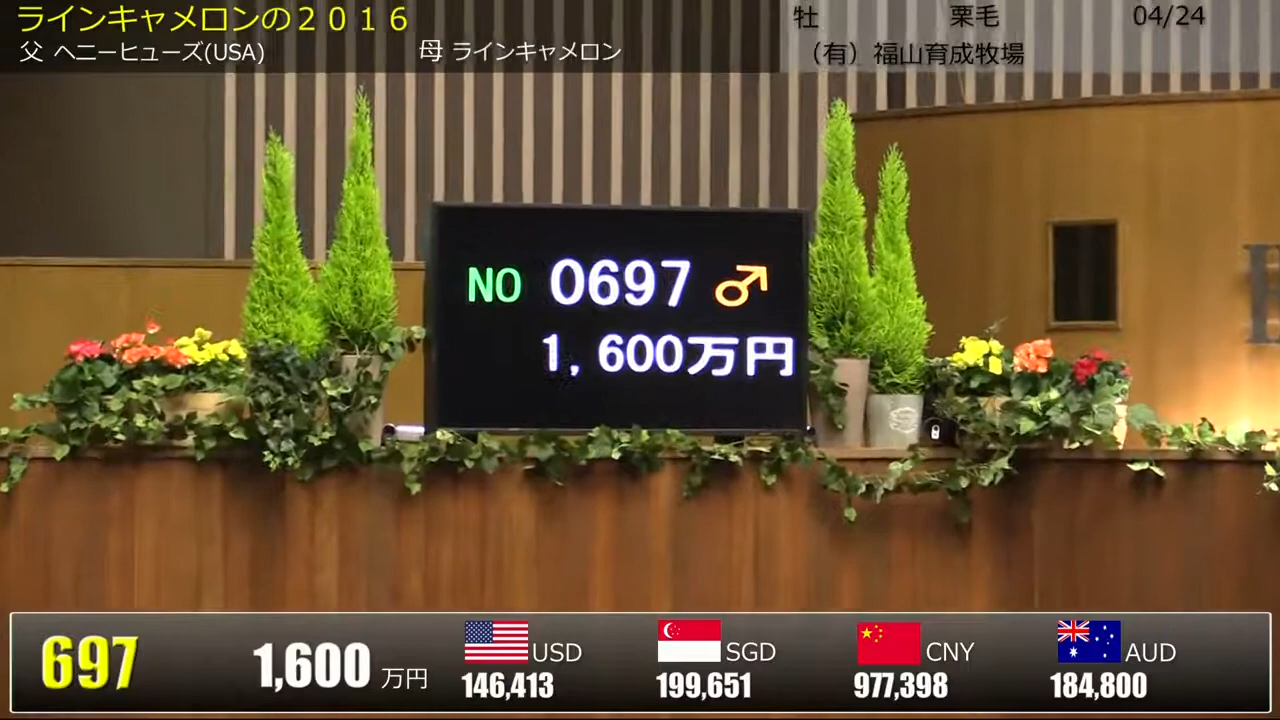 ラインキャメロンの２０１６
牡 栗毛 04/24
父 ヘニーヒューズ(USA) 母 ラインキャメロン （有）福山育成牧場
NO 0697 ♂
1,600万円
697 1,600 万円
USD 146,413
SGD 199,651
CNY 977,398
AUD 184,800